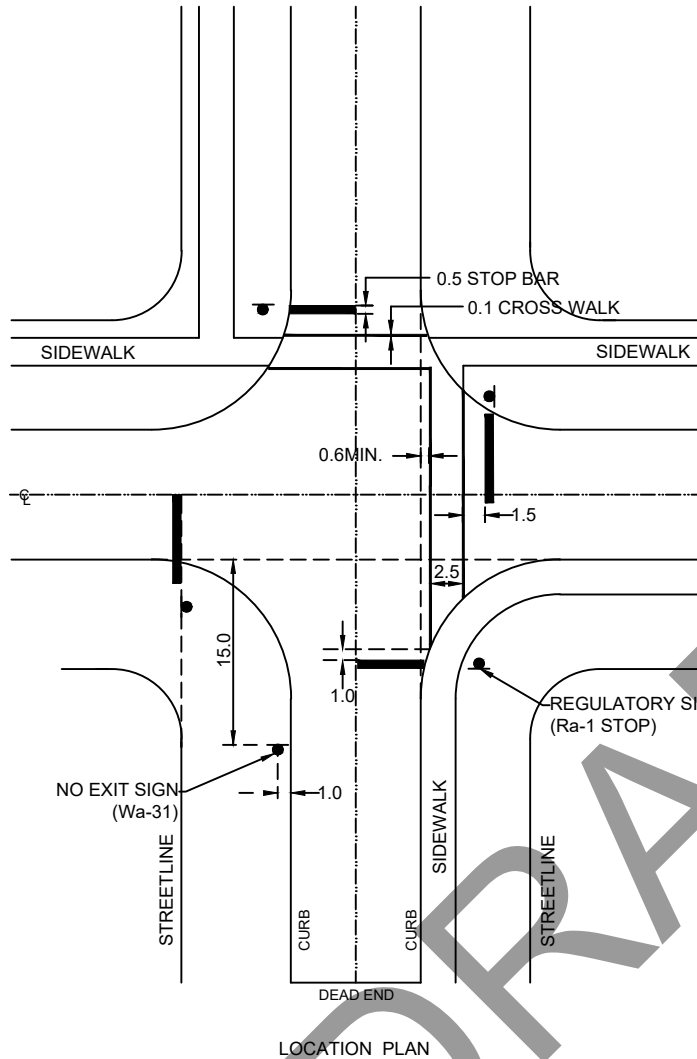 0.5 STOP BAR
0.1 CROSS WALK
SIDEWALK
SIDEWALK
0.6MIN.
℄
1.5
2.5
15.0
1.0
REGULATORY SI
(Ra-1 STOP)
NO EXIT SIGN
(Wa-31)
1.0
STREETLINE
CURB
CURB
SIDEWALK
STREETLINE
DEAD END
LOCATION PLAN
DRA